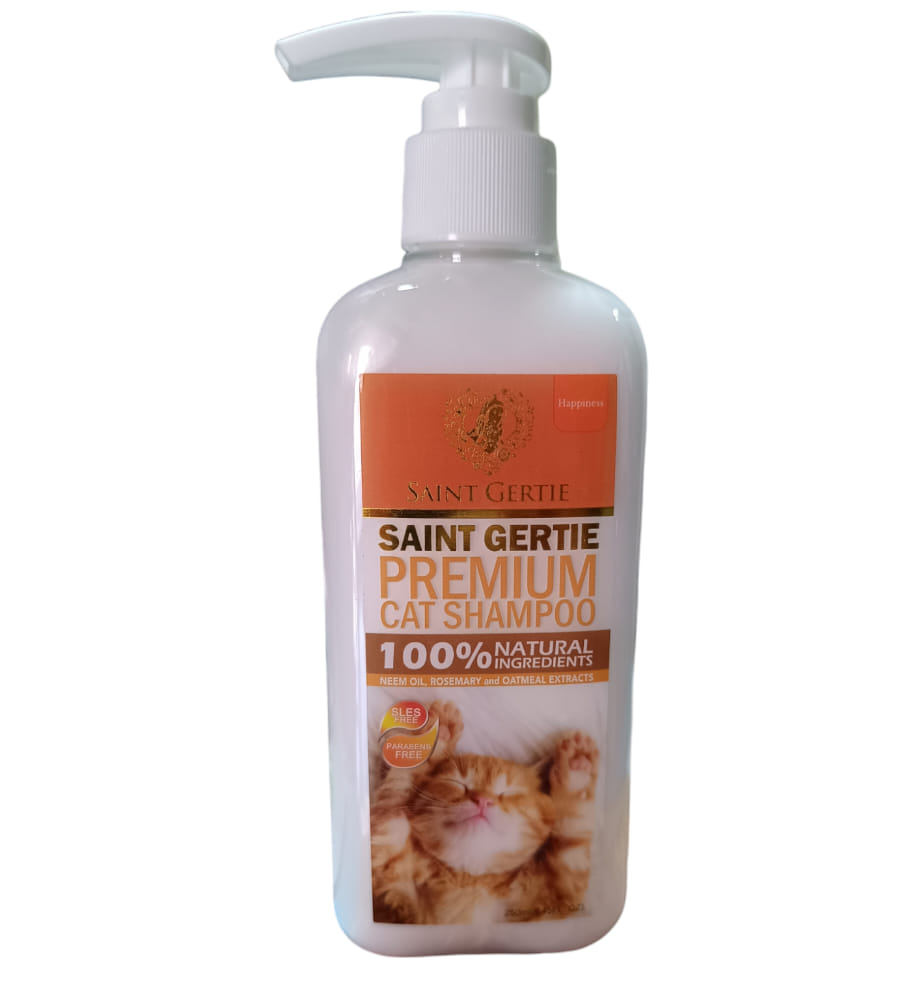 Happiness
SAINT GERTIE
SAINT GERTIE
PREMIUM
CAT SHAMPOO
100% NATURAL
INGREDIENTS
NEEM OIL, ROSEMARY and OATMEAL EXTRACTS
SLES
FREE
PARABENS
FREE